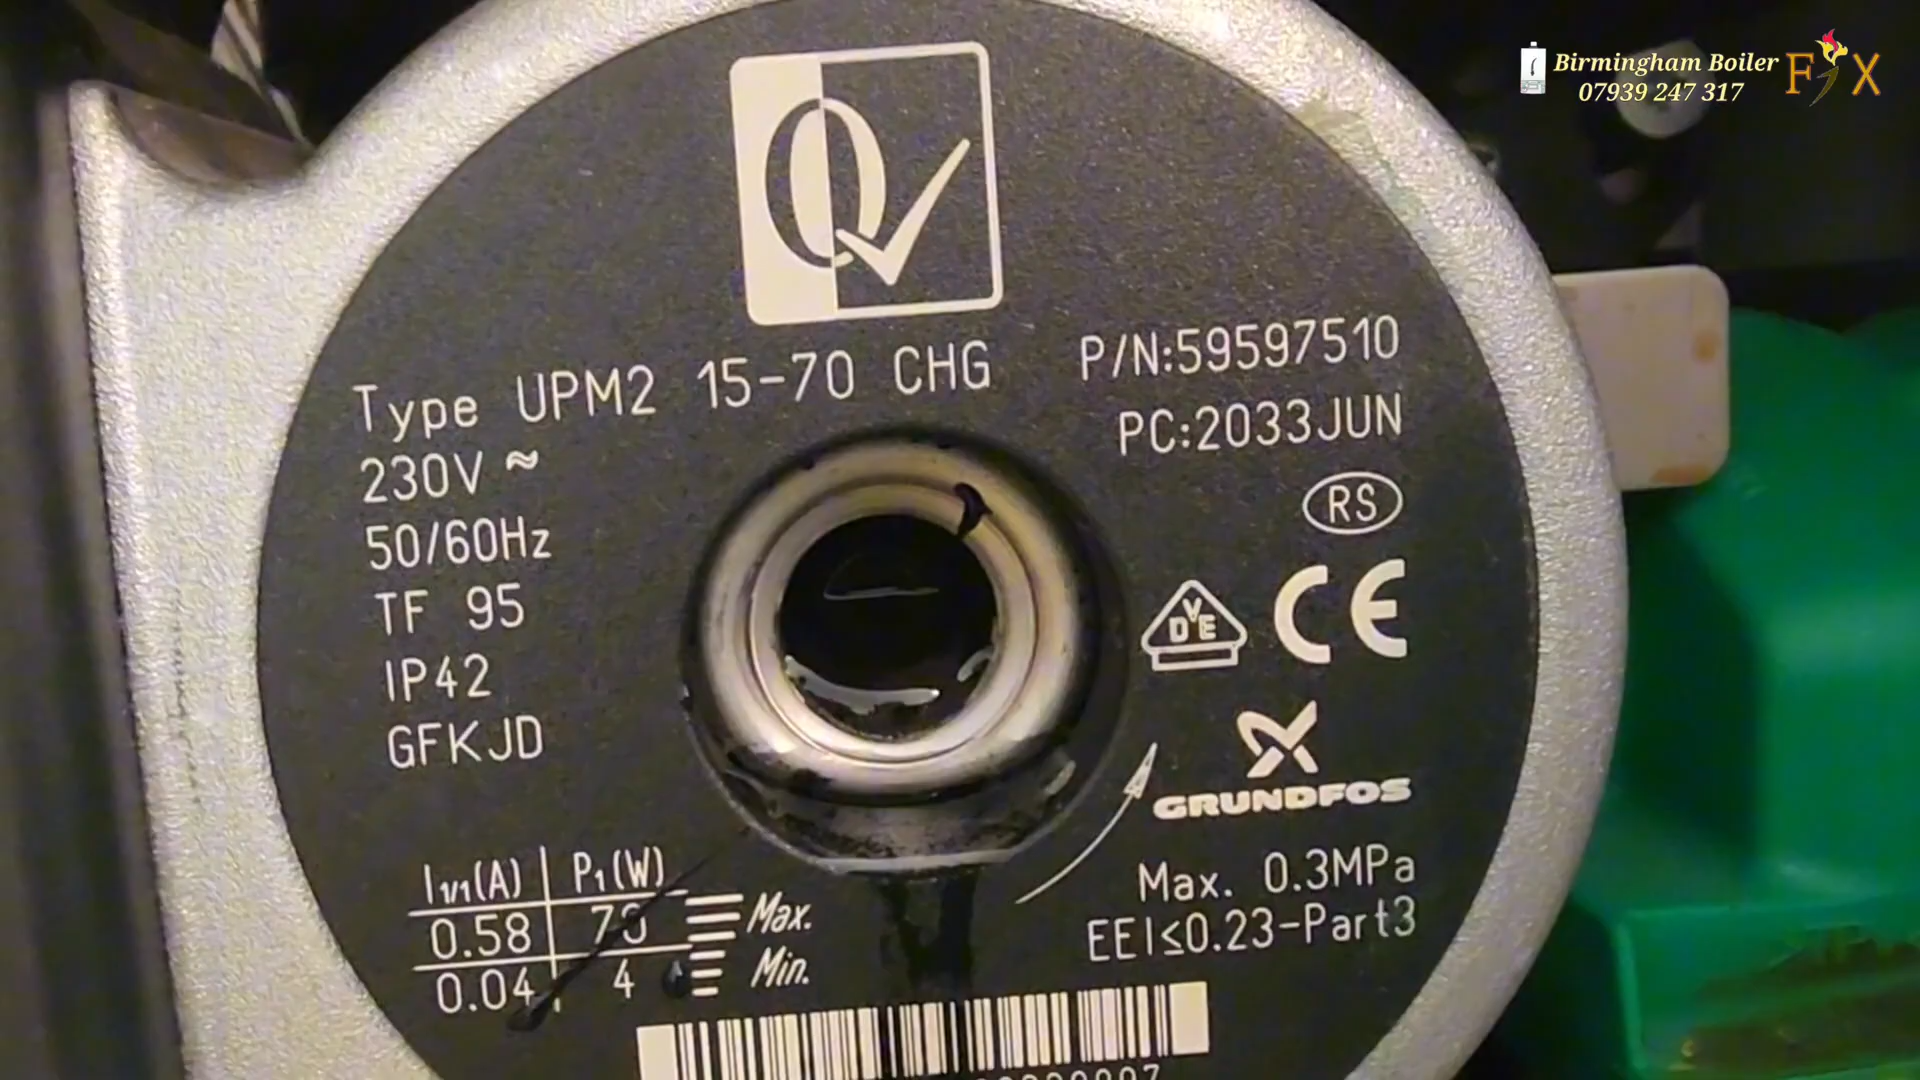 Birmingham Boiler FIX
07939 247 317
Type UPM2 15-70 CHG
P/N:59597510
PC:2033JUN
230V ~
50/60Hz
TF 95
IP42
GFKJD
RS
VDE
CE
GRUNDFOS
I1/1(A) P1(W)
0.58 70 Max.
0.04 4 Min.
Max. 0.3MPa
EEI≤0.23-Part3